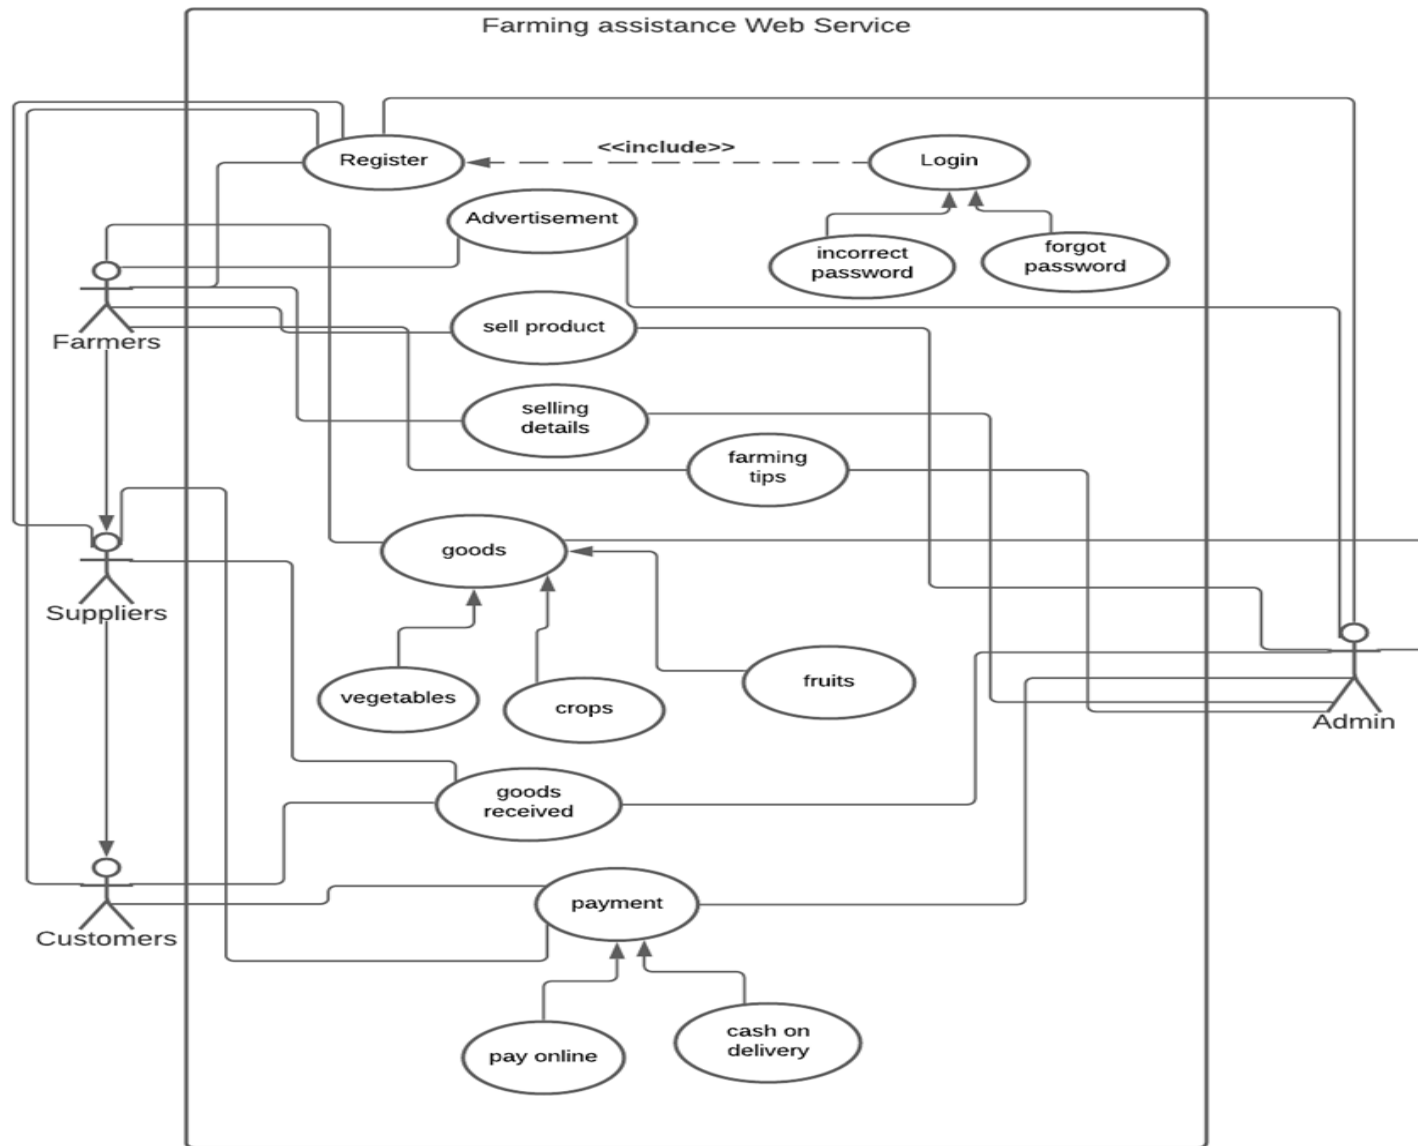 Farming assistance Web Service
Register
<<include>>
Login
Advertisement
incorrect
password
forgot
password
Farmers
sell product
selling
details
farming
tips
goods
Suppliers
vegetables
crops
fruits
Admin
goods
received
Customers
payment
pay online
cash on
delivery